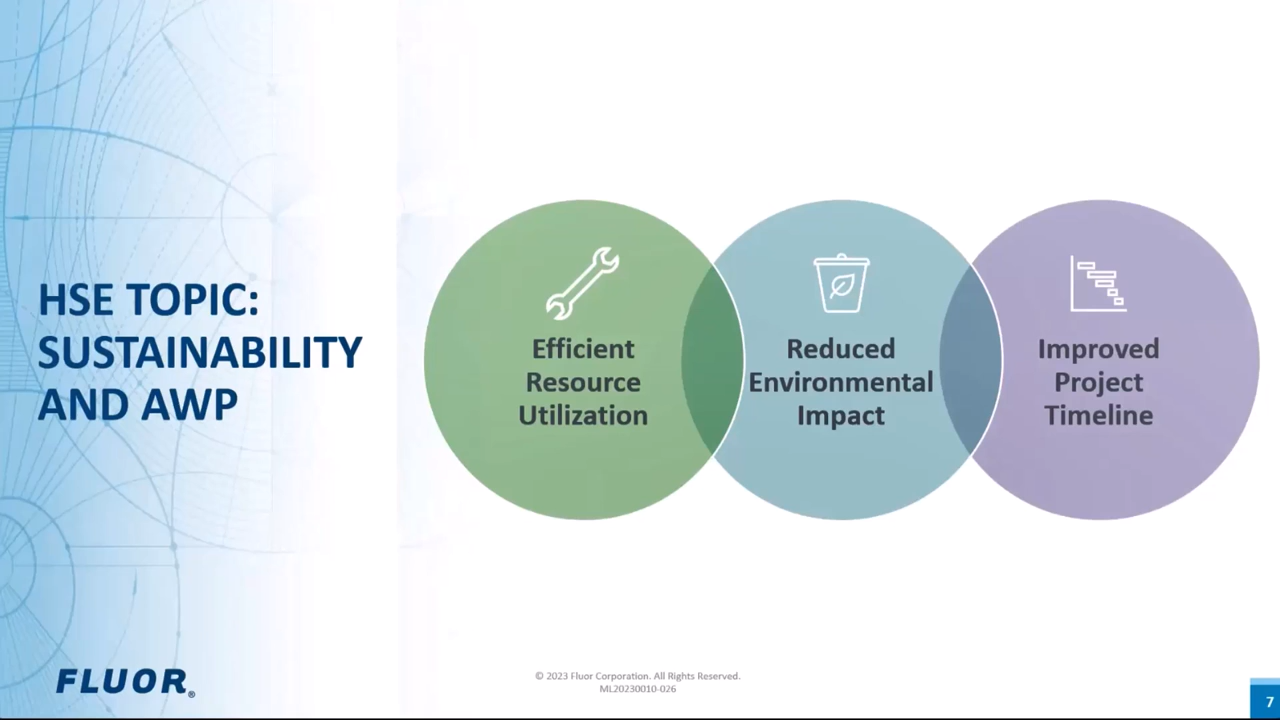 HSE TOPIC:
SUSTAINABILITY
AND AWP
Efficient
Resource
Utilization
Reduced
Environmental
Impact
Improved
Project
Timeline
FLUOR®
© 2023 Fluor Corporation. All Rights Reserved.
ML20230010-026
7